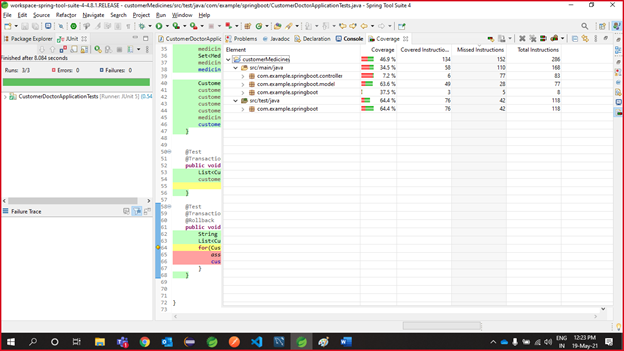 workspace-spring-tool-suite-4-4.8.1.RELEASE - customerMedicines/src/test/java/com/example/springboot/CustomerDoctorApplicationTests.java - Spring Tool Suite 4
File Edit Source Refactor Navigate Search Project Run Window Help
Package Explorer JUnit
Finished after 8.084 seconds
Runs: 3/3 Errors: 0 Failures: 0
CustomerDoctorApplicationTests [Runner: JUnit 5] (0.54
Failure Trace
CustomerDoctorApplic
35 medicin
36 Set<Med
37 medicin
38 medicin
39
40 Custome
41 custome
42 custome
43 custome
44 custome
45 medicin
46 custome
47 }
48
49
50 @Test
51 @Transactio
52 public void
53 List<Cu
54 custome
55
56 }
57
58 @Test
59 @Transactio
60 @Rollback
61 public void
62 String
63 List<Cu
64 for(Cus
65 ass
66 cus
67 }
68 }
69
70
71
72 }
73
Problems Javadoc Declaration Console Coverage
Element Coverage Covered Instructio... Missed Instructions Total Instructions
customerMedicines 46.9 % 134 152 286
src/main/java 34.5 % 58 110 168
com.example.springboot.controller 7.2 % 6 77 83
com.example.springboot.model 63.6 % 49 28 77
com.example.springboot 37.5 % 3 5 8
src/test/java 64.4 % 76 42 118
com.example.springboot 64.4 % 76 42 118
ENG
IN
12:23 PM
19-May-21